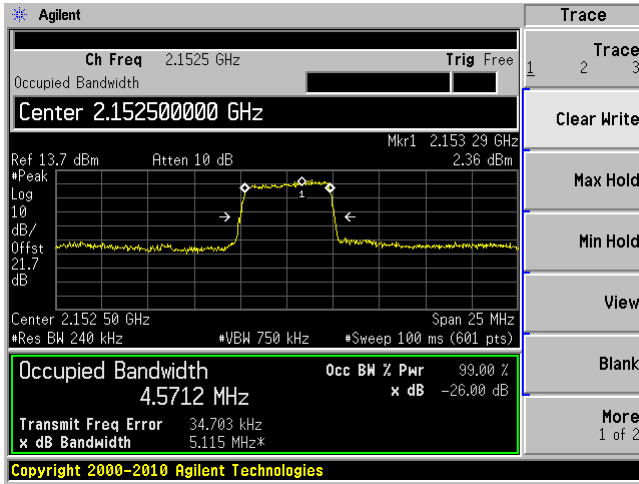 Agilent
Trace
Ch Freq 2.1525 GHz Trig Free
Occupied Bandwidth
Center 2.152500000 GHz
Mkr1 2.153 29 GHz
Ref 13.7 dBm Atten 10 dB 2.36 dBm
#Peak
Log
10
dB/
Offst
21.7
dB
1
Center 2.152 50 GHz Span 25 MHz
#Res BW 240 kHz #VBW 750 kHz #Sweep 100 ms (601 pts)
Occupied Bandwidth
4.5712 MHz
Occ BW % Pwr 99.00 %
x dB -26.00 dB
Transmit Freq Error 34.703 kHz
x dB Bandwidth 5.115 MHz*
Copyright 2000-2010 Agilent Technologies
Trace
1 2 3
Clear Write
Max Hold
Min Hold
View
Blank
More
1 of 2